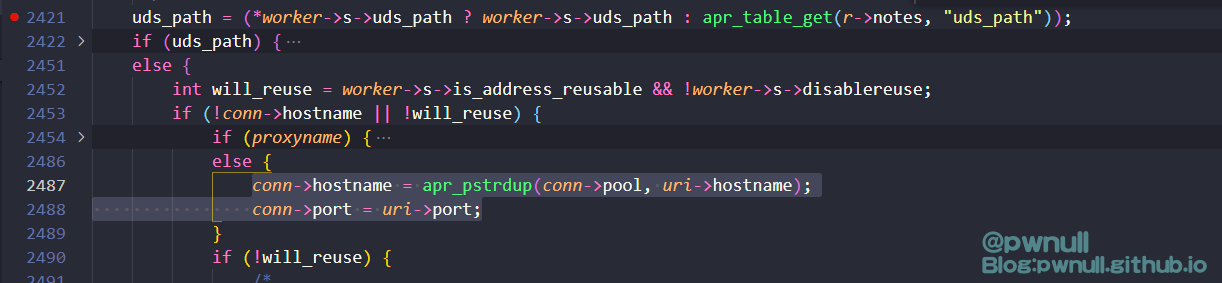 2421 uds_path = (*worker->s->uds_path ? worker->s->uds_path : apr_table_get(r->notes, "uds_path"));
2422 > if (uds_path) { ⋯
2451 else {
2452 int will_reuse = worker->s->is_address_reusable && !worker->s->disablereuse;
2453 if (!conn->hostname || !will_reuse) {
2454 > if (proxyname) { ⋯
2486 else {
2487 conn->hostname = apr_pstrdup(conn->pool, uri->hostname);
2488 conn->port = uri->port;
2489 }
2490 if (!will_reuse) {
2491 /*
@pwnull
Blog:pwnull.github.io